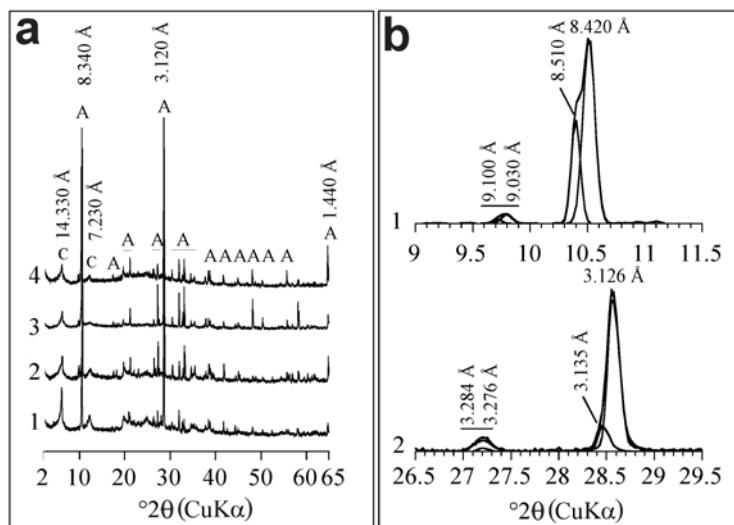 a
8.340 Å
3.120 Å
A
A
14.330 Å
7.230 Å
1.440 Å
C
C
A
A
A
A
A A A A A A
A
4
3
2
1
2 10 20 30 40 50 60 65
°2θ (CuKα)
b
8.420 Å
8.510 Å
9.100 Å
9.030 Å
1
9 9.5 10 10.5 11 11.5
3.126 Å
3.135 Å
3.284 Å
3.276 Å
2
26.5 27 27.5 28 28.5 29 29.5
°2θ (CuKα)